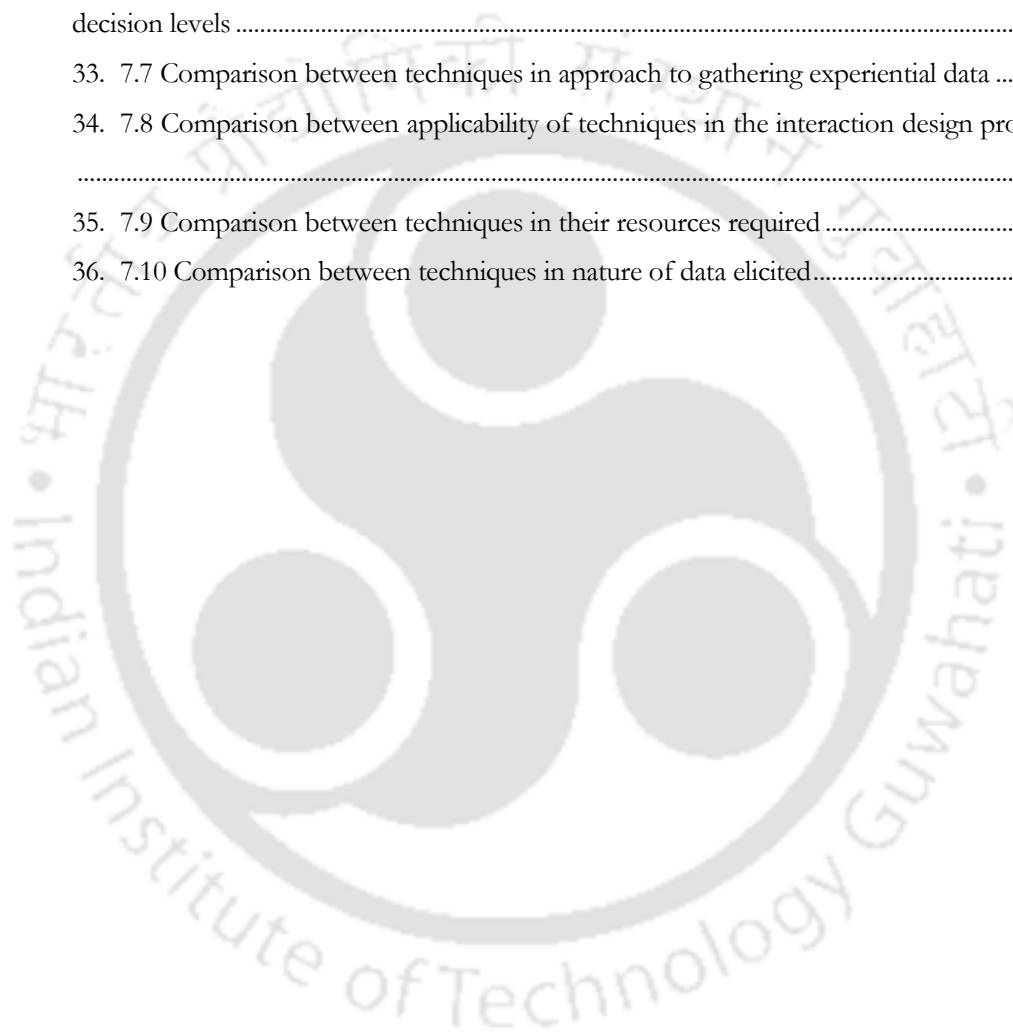 decision levels ....................................................................................................
33. 7.7 Comparison between techniques in approach to gathering experiential data ...
34. 7.8 Comparison between applicability of techniques in the interaction design
....................................................................................................
35. 7.9 Comparison between techniques in their resources required ................................
36. 7.10 Comparison between techniques in nature of data elicited ...................................
भारतीय प्रौद्योगिकी संस्थान गुवाहाटी
Indian Institute of Technology Guwahati